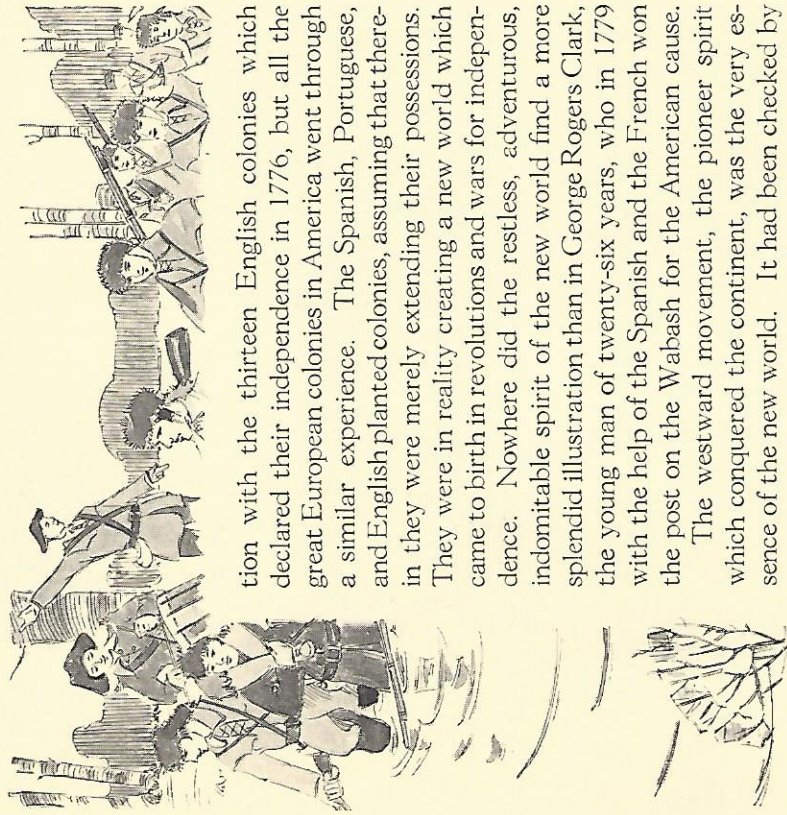 tion with the thirteen English colonies which
declared their independence in 1776, but all the
great European colonies in America went through
a similar experience. The Spanish, Portuguese,
and English planted colonies, assuming that there-
in they were merely extending their possessions.
They were in reality creating a new world which
came to birth in revolutions and wars for indepen-
dence. Nowhere did the restless, adventurous,
indomitable spirit of the new world find a more
splendid illustration than in George Rogers Clark,
the young man of twenty-six years, who in 1779
with the help of the Spanish and the French won
the post on the Wabash for the American cause.
The westward movement, the pioneer spirit
which conquered the continent, was the very es-
sence of the new world. It had been checked by